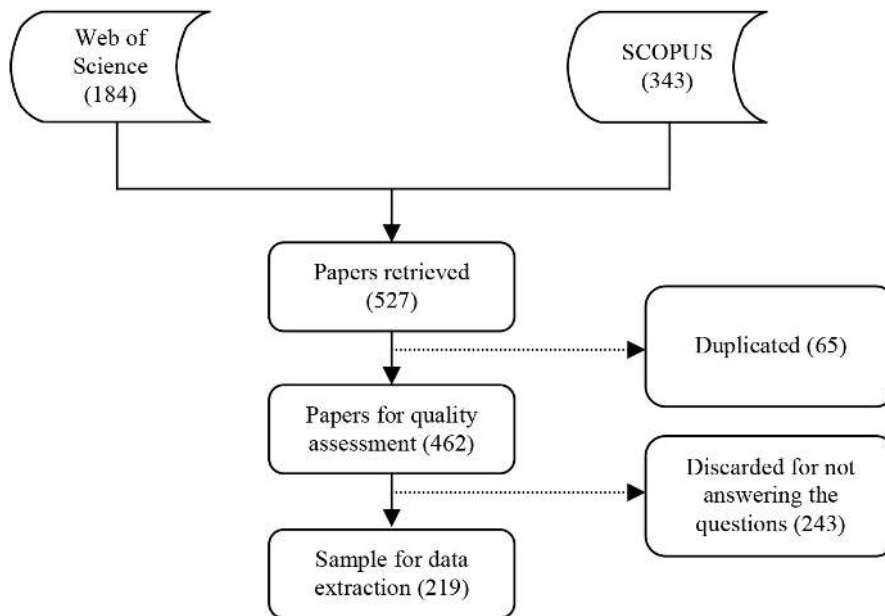 Web of
Science
(184)
SCOPUS
(343)
Papers retrieved
(527)
Duplicated (65)
Papers for quality
assessment (462)
Discarded for not
answering the
questions (243)
Sample for data
extraction (219)